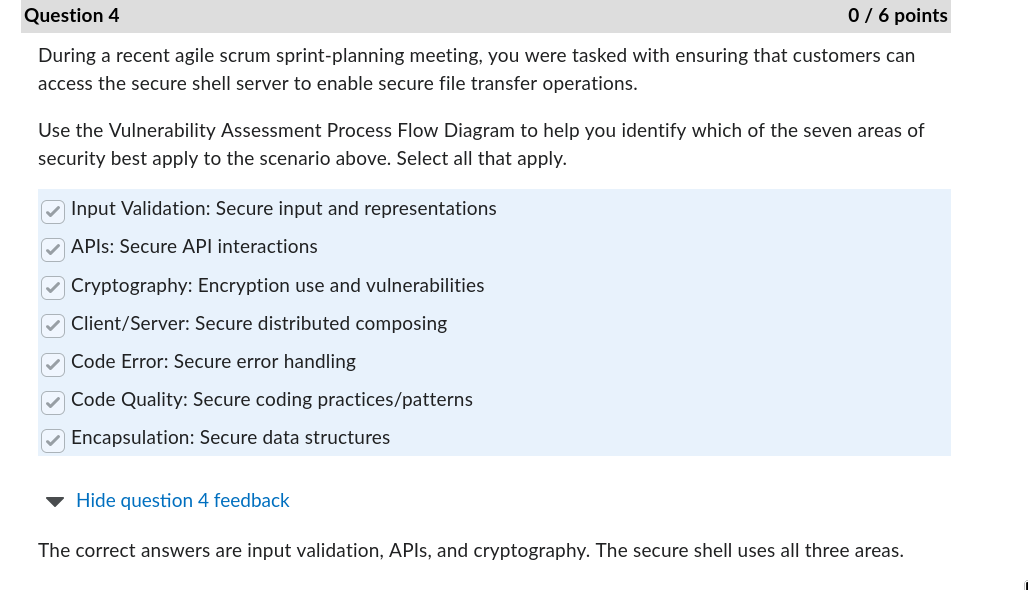 Question 4 0 / 6 points
During a recent agile scrum sprint-planning meeting, you were tasked with ensuring that customers can
access the secure shell server to enable secure file transfer operations.
Use the Vulnerability Assessment Process Flow Diagram to help you identify which of the seven areas of
security best apply to the scenario above. Select all that apply.
Input Validation: Secure input and representations
APIs: Secure API interactions
Cryptography: Encryption use and vulnerabilities
Client/Server: Secure distributed composing
Code Error: Secure error handling
Code Quality: Secure coding practices/patterns
Encapsulation: Secure data structures
Hide question 4 feedback
The correct answers are input validation, APIs, and cryptography. The secure shell uses all three areas.